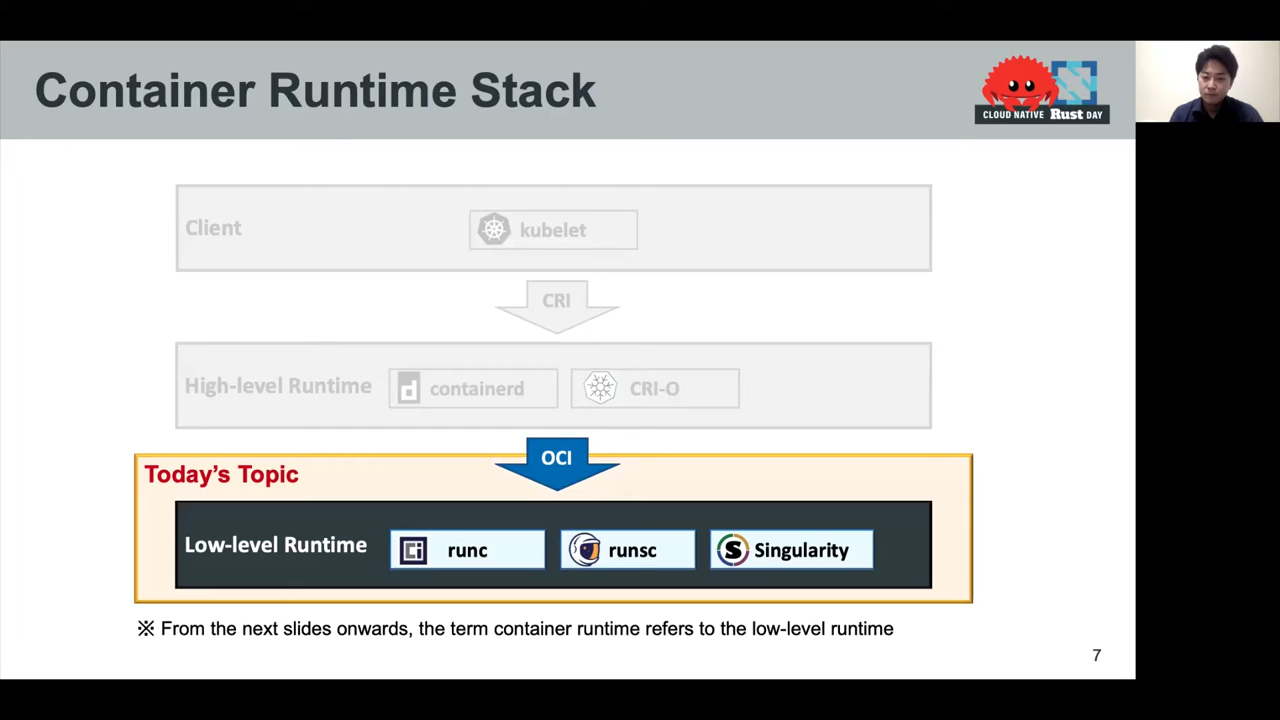 Container Runtime Stack
CLOUD NATIVE Rust DAY
Client
kubelet
CRI
High-level Runtime
containerd
CRI-O
OCI
Today's Topic
Low-level Runtime
runc
runsc
Singularity
※ From the next slides onwards, the term container runtime refers to the low-level runtime
7